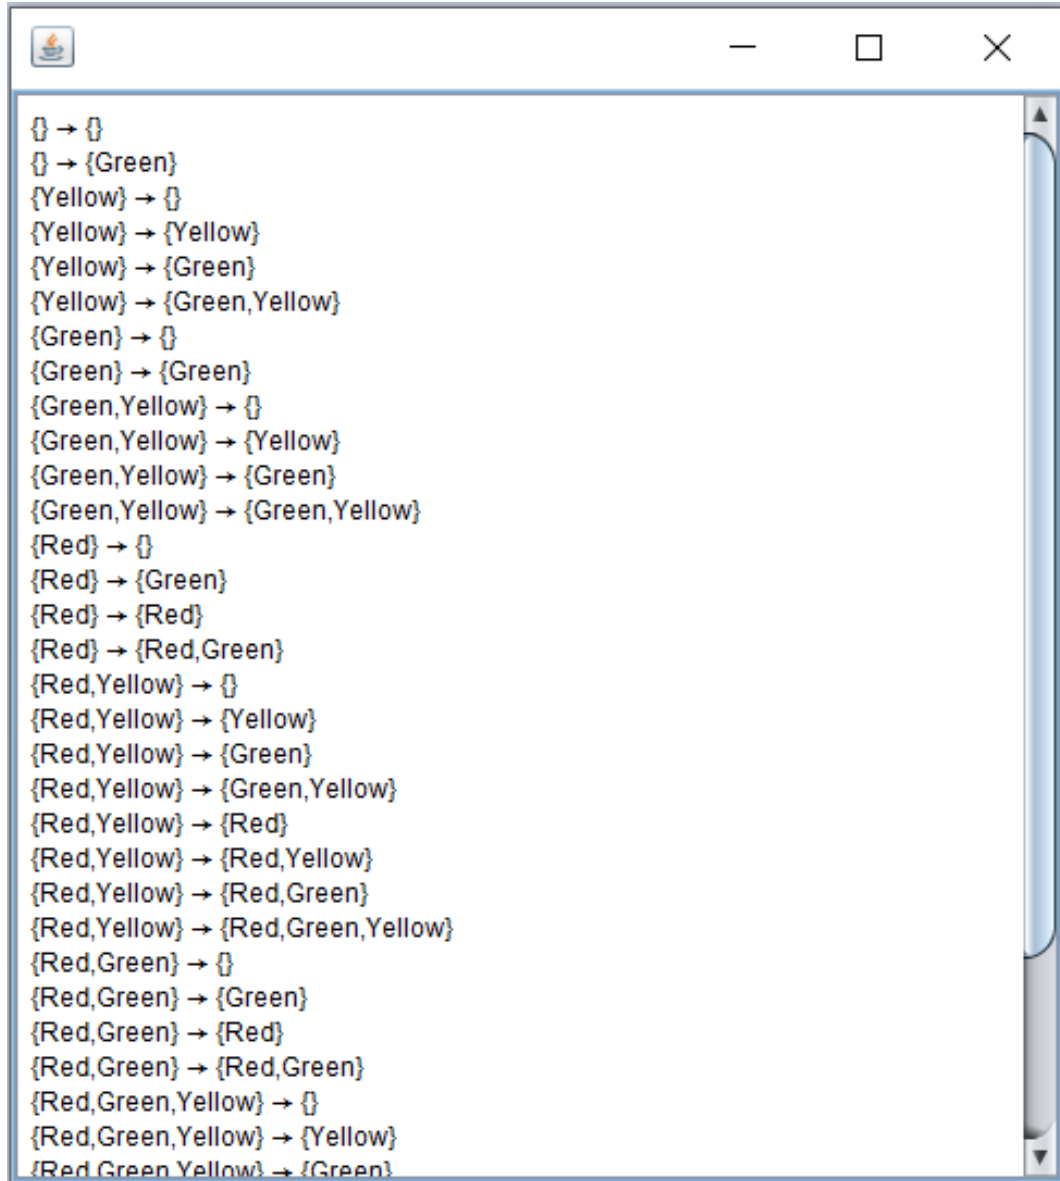 {} → {}
{} → {Green}
{Yellow} → {}
{Yellow} → {Yellow}
{Yellow} → {Green}
{Yellow} → {Green,Yellow}
{Green} → {}
{Green} → {Green}
{Green,Yellow} → {}
{Green,Yellow} → {Yellow}
{Green,Yellow} → {Green}
{Green,Yellow} → {Green,Yellow}
{Red} → {}
{Red} → {Green}
{Red} → {Red}
{Red} → {Red,Green}
{Red,Yellow} → {}
{Red,Yellow} → {Yellow}
{Red,Yellow} → {Green}
{Red,Yellow} → {Green,Yellow}
{Red,Yellow} → {Red}
{Red,Yellow} → {Red,Yellow}
{Red,Yellow} → {Red,Green}
{Red,Yellow} → {Red,Green,Yellow}
{Red,Green} → {}
{Red,Green} → {Green}
{Red,Green} → {Red}
{Red,Green} → {Red,Green}
{Red,Green,Yellow} → {}
{Red,Green,Yellow} → {Yellow}
{Red,Green,Yellow} → {Green}